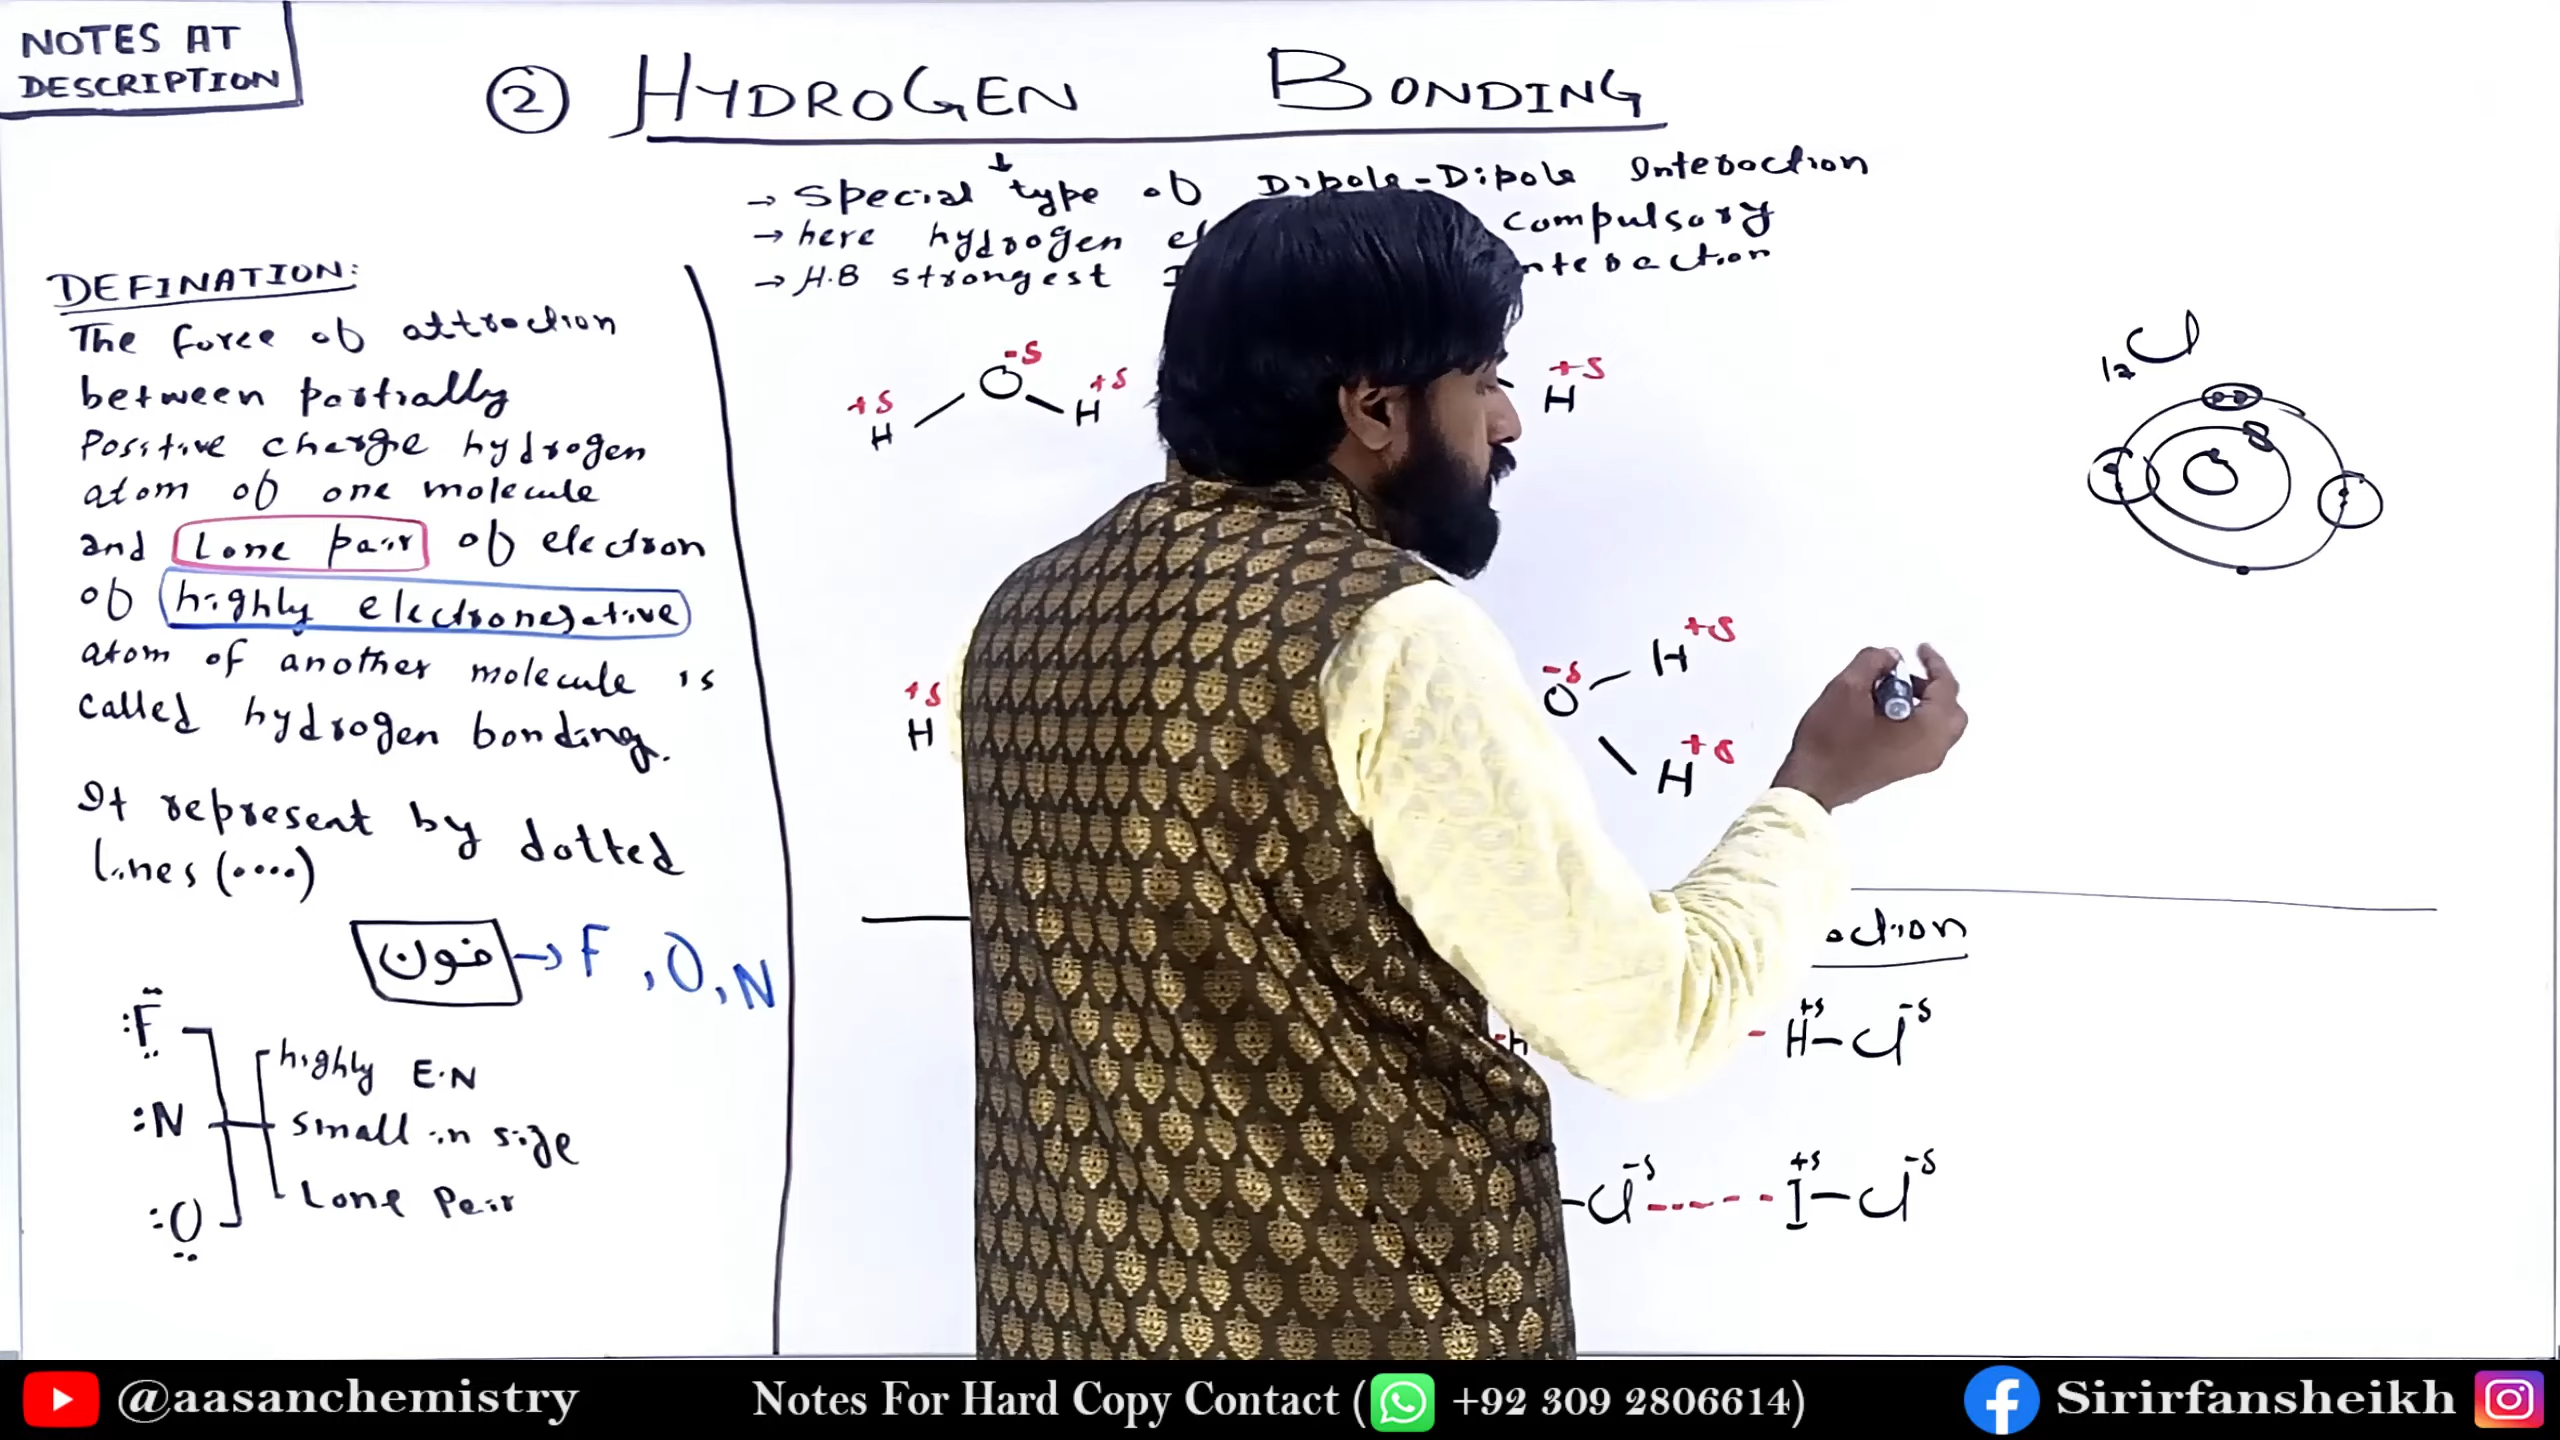 NOTES AT
DESCRIPTION
② HYDROGEN BONDING
→ Special type of Dipole-Dipole Interaction
→ here hydrogen compulsory
→ H.B strongest
DEFINATION:
The force of attraction
between partially
Positive charge hydrogen
atom of one molecule
and Lone pair of electron
of highly electronegative
atom of another molecule is
called hydrogen bonding.
It represent by dotted
lines (....)
فون → F, O, N
:F
:N
:O
highly E.N
small in size
Lone Pair
+δ H O -δ H +δ
H +δ
+δ H
-δ O H +δ
H +δ
17Cl
8
-H
+δ H-Cl -δ
-Cl -δ ------ +δ I-Cl -δ
@aasanchemistry
Notes For Hard Copy Contact ( +92 309 2806614)
Sirirfansheikh